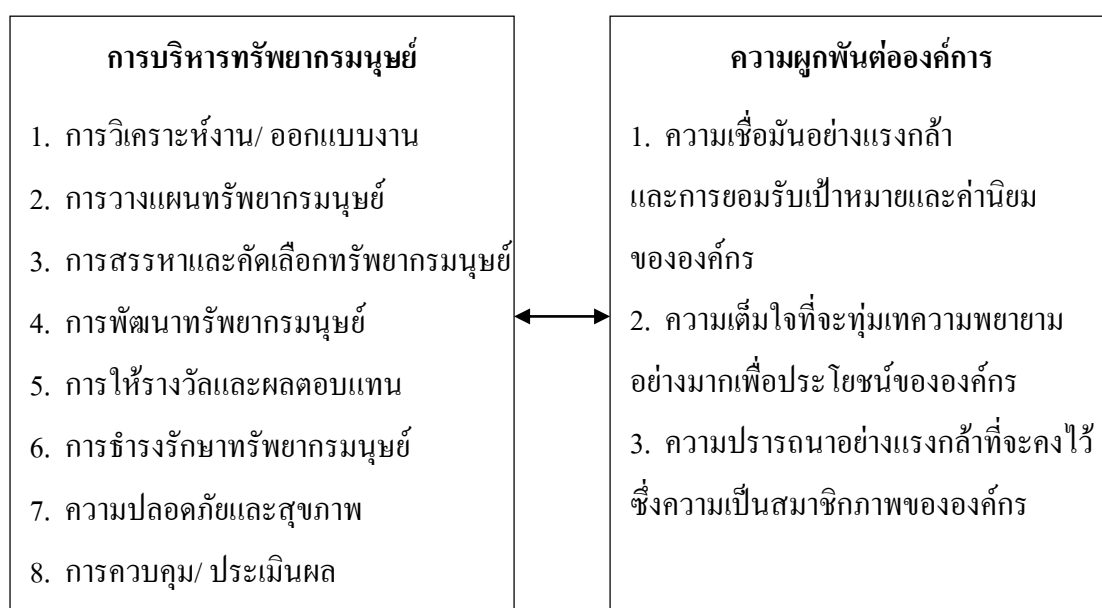 การบริหารทรัพยากรมนุษย์
1. การวิเคราะห์งาน/ ออกแบบงาน
2. การวางแผนทรัพยากรมนุษย์
3. การสรรหาและคัดเลือกทรัพยากรมนุษย์
4. การพัฒนาทรัพยากรมนุษย์
5. การให้รางวัลและผลตอบแทน
6. การธำรงรักษาทรัพยากรมนุษย์
7. ความปลอดภัยและสุขภาพ
8. การควบคุม/ ประเมินผล
ความผูกพันต่อองค์การ
1. ความเชื่อมันอย่างแรงกล้า
และการยอมรับเป้าหมายและค่านิยม
ขององค์กร
2. ความเต็มใจที่จะทุ่มเทความพยายาม
อย่างมากเพื่อประโยชน์ขององค์กร
3. ความปรารถนาอย่างแรงกล้าที่จะคงไว้
ซึ่งความเป็นสมาชิกภาพขององค์กร